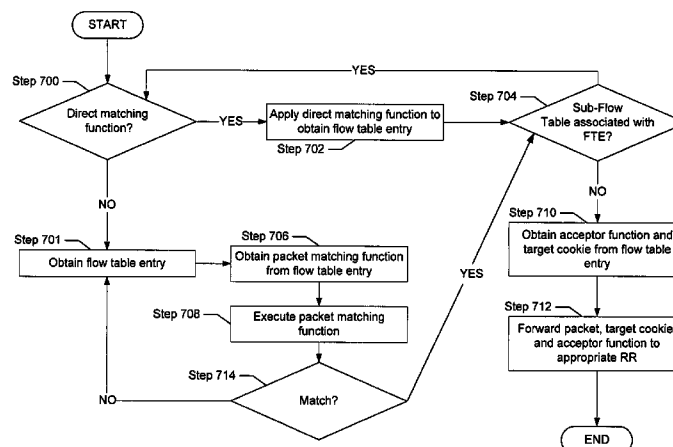 START
YES
Step 700
Direct matching
function?
YES
Apply direct matching function to
obtain flow table entry
Step 702
Step 704
Sub-Flow
Table associated with
FTE?
NO
NO
Step 701
Obtain flow table entry
Step 706
Obtain packet matching function
from flow table entry
Step 708
Execute packet matching
function
Step 714
Match?
NO
YES
Step 710
Obtain acceptor function and
target cookie from flow table
entry
Step 712
Forward packet, target cookie
and acceptor function to
appropriate RR
END